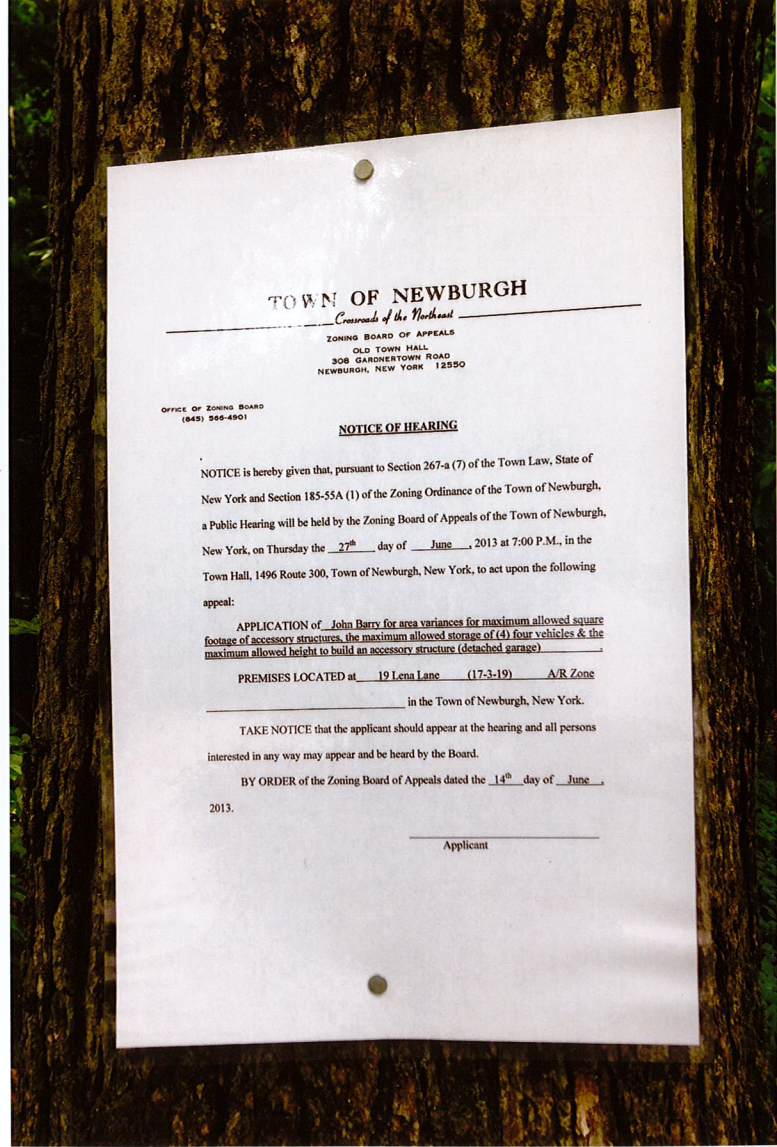 TOWN OF NEWBURGH
Crossroads of the Northeast
ZONING BOARD OF APPEALS
OLD TOWN HALL
308 GARDNERTOWN ROAD
NEWBURGH, NEW YORK 12550
OFFICE OF ZONING BOARD
(845) 566-4901
NOTICE OF HEARING
NOTICE is hereby given that, pursuant to Section 267-a (7) of the Town Law, State of
New York and Section 185-55A (1) of the Zoning Ordinance of the Town of Newburgh,
a Public Hearing will be held by the Zoning Board of Appeals of the Town of Newburgh,
New York, on Thursday the 27th day of June , 2013 at 7:00 P.M., in the
Town Hall, 1496 Route 300, Town of Newburgh, New York, to act upon the following
appeal:
APPLICATION of John Barry for area variances for maximum allowed square
footage of accessory structures, the maximum allowed storage of (4) four vehicles & the
maximum allowed height to build an accessory structure (detached garage) .
PREMISES LOCATED at 19 Lena Lane (17-3-19) A/R Zone
in the Town of Newburgh, New York.
TAKE NOTICE that the applicant should appear at the hearing and all persons
interested in any way may appear and be heard by the Board.
BY ORDER of the Zoning Board of Appeals dated the 14th day of June ,
2013.
Applicant